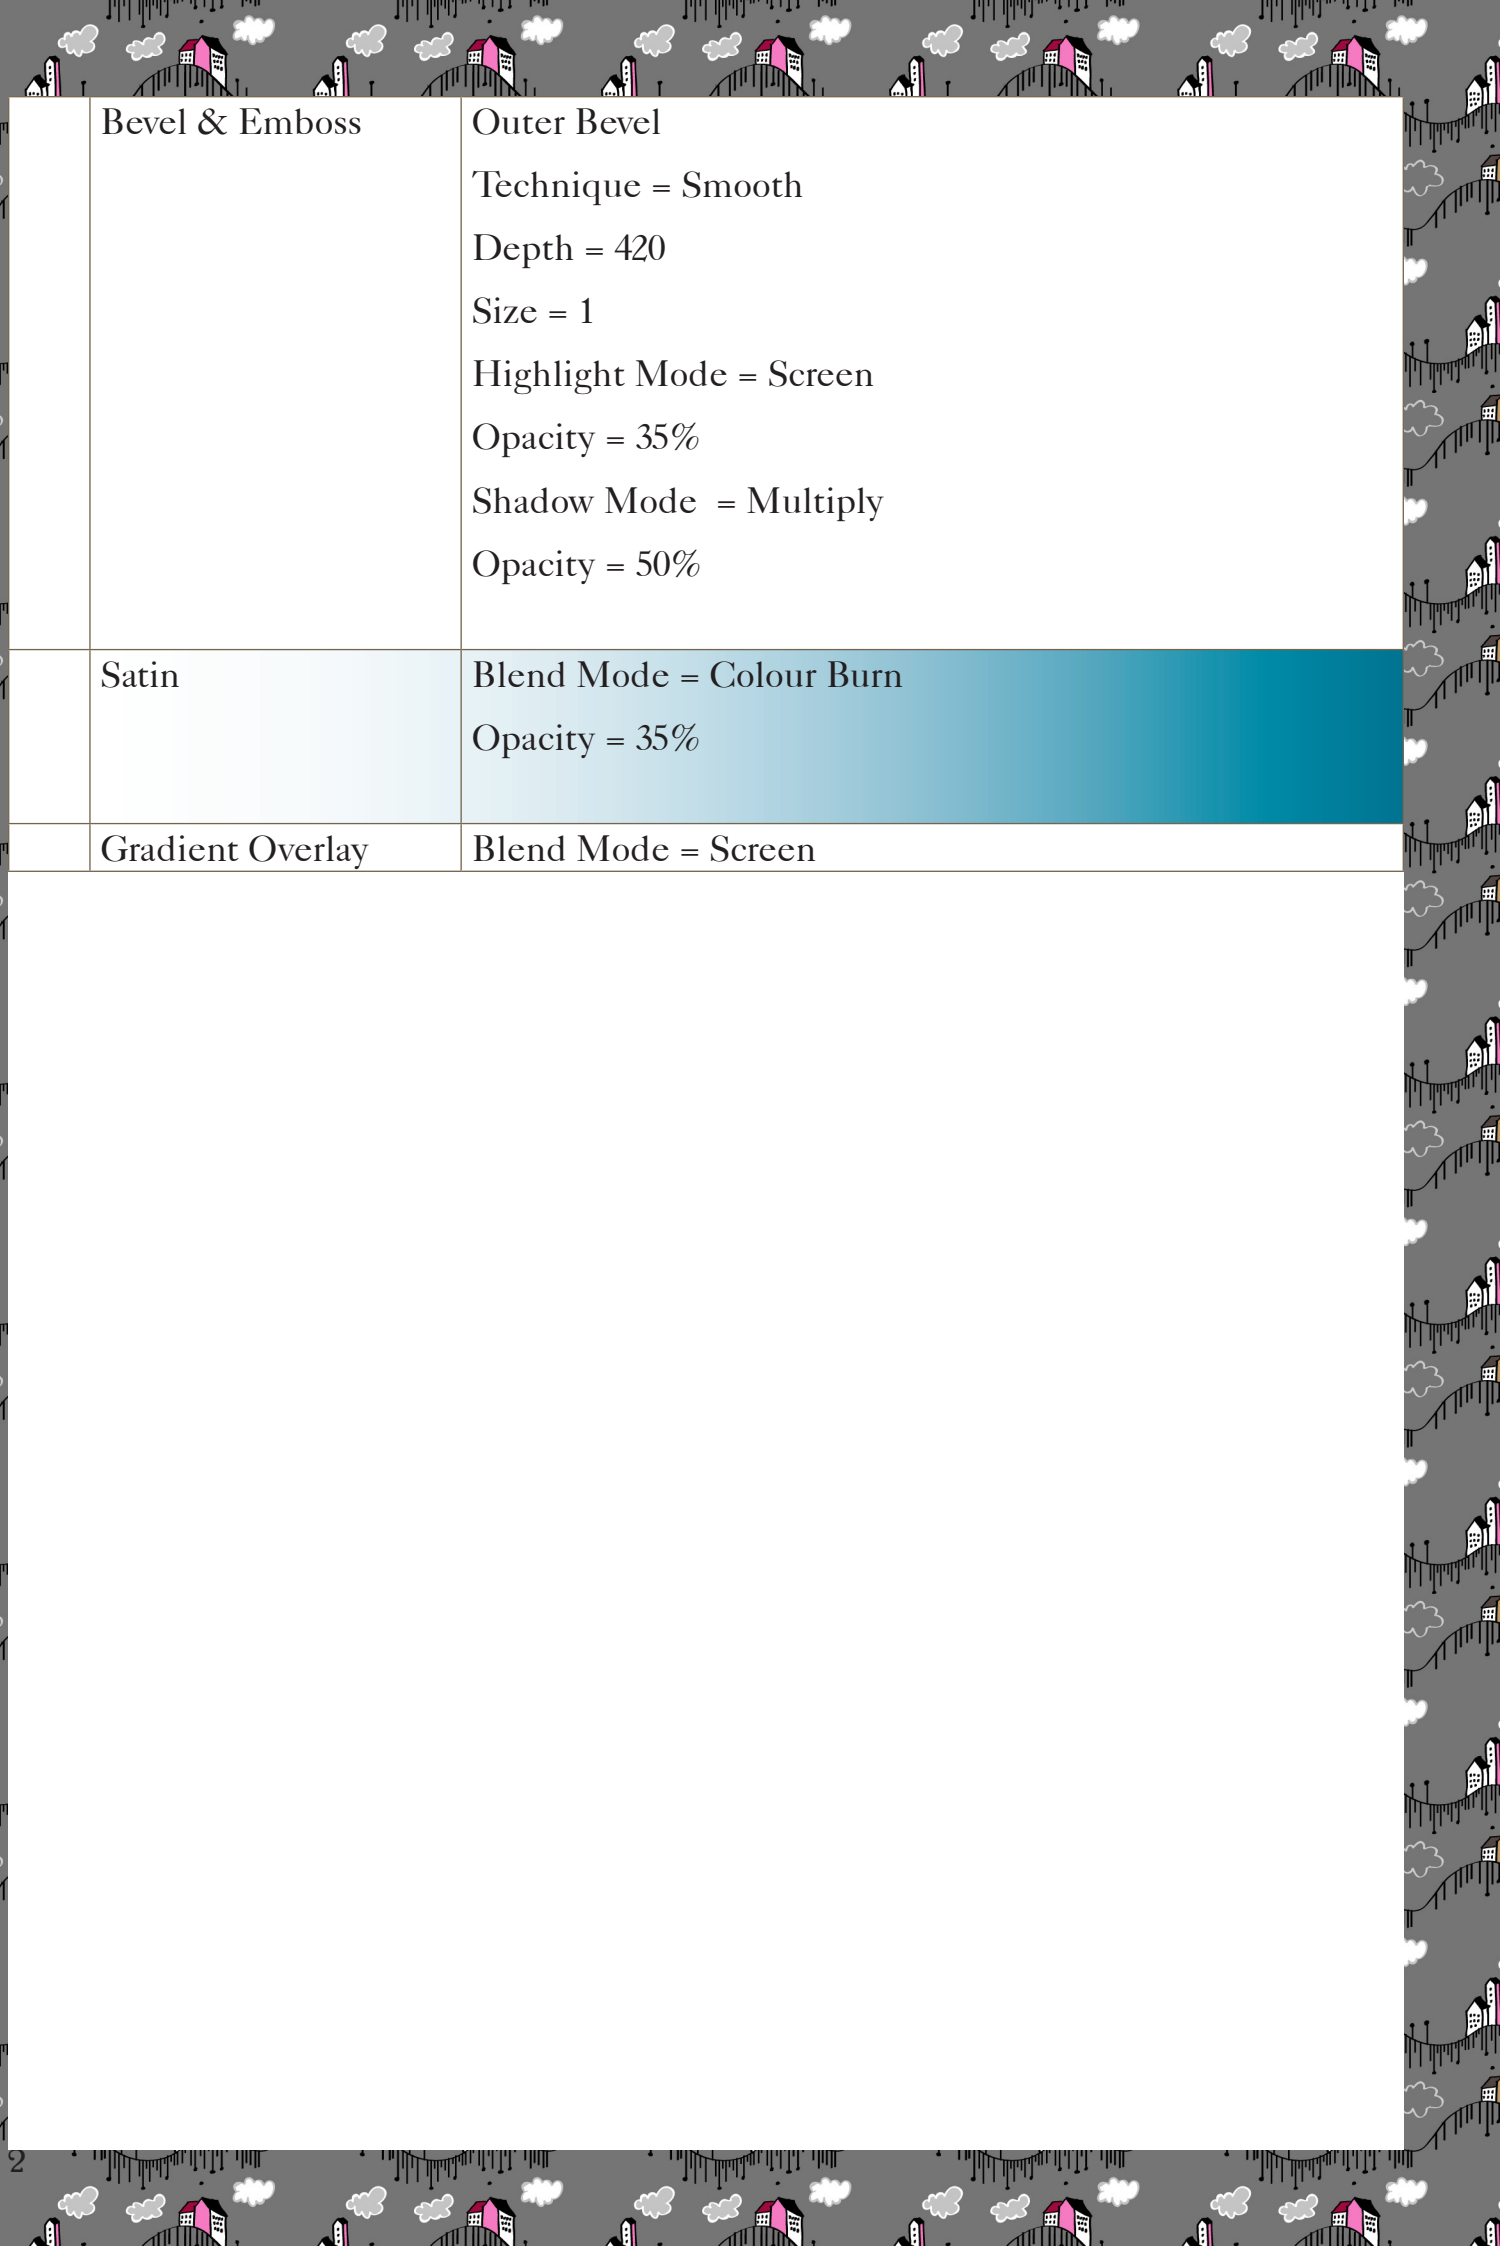 Bevel & Emboss
Outer Bevel
Technique = Smooth
Depth = 420
Size = 1
Highlight Mode = Screen
Opacity = 35%
Shadow Mode  = Multiply
Opacity = 50%
Satin
Blend Mode = Colour Burn
Opacity = 35%
Gradient Overlay
Blend Mode = Screen
2